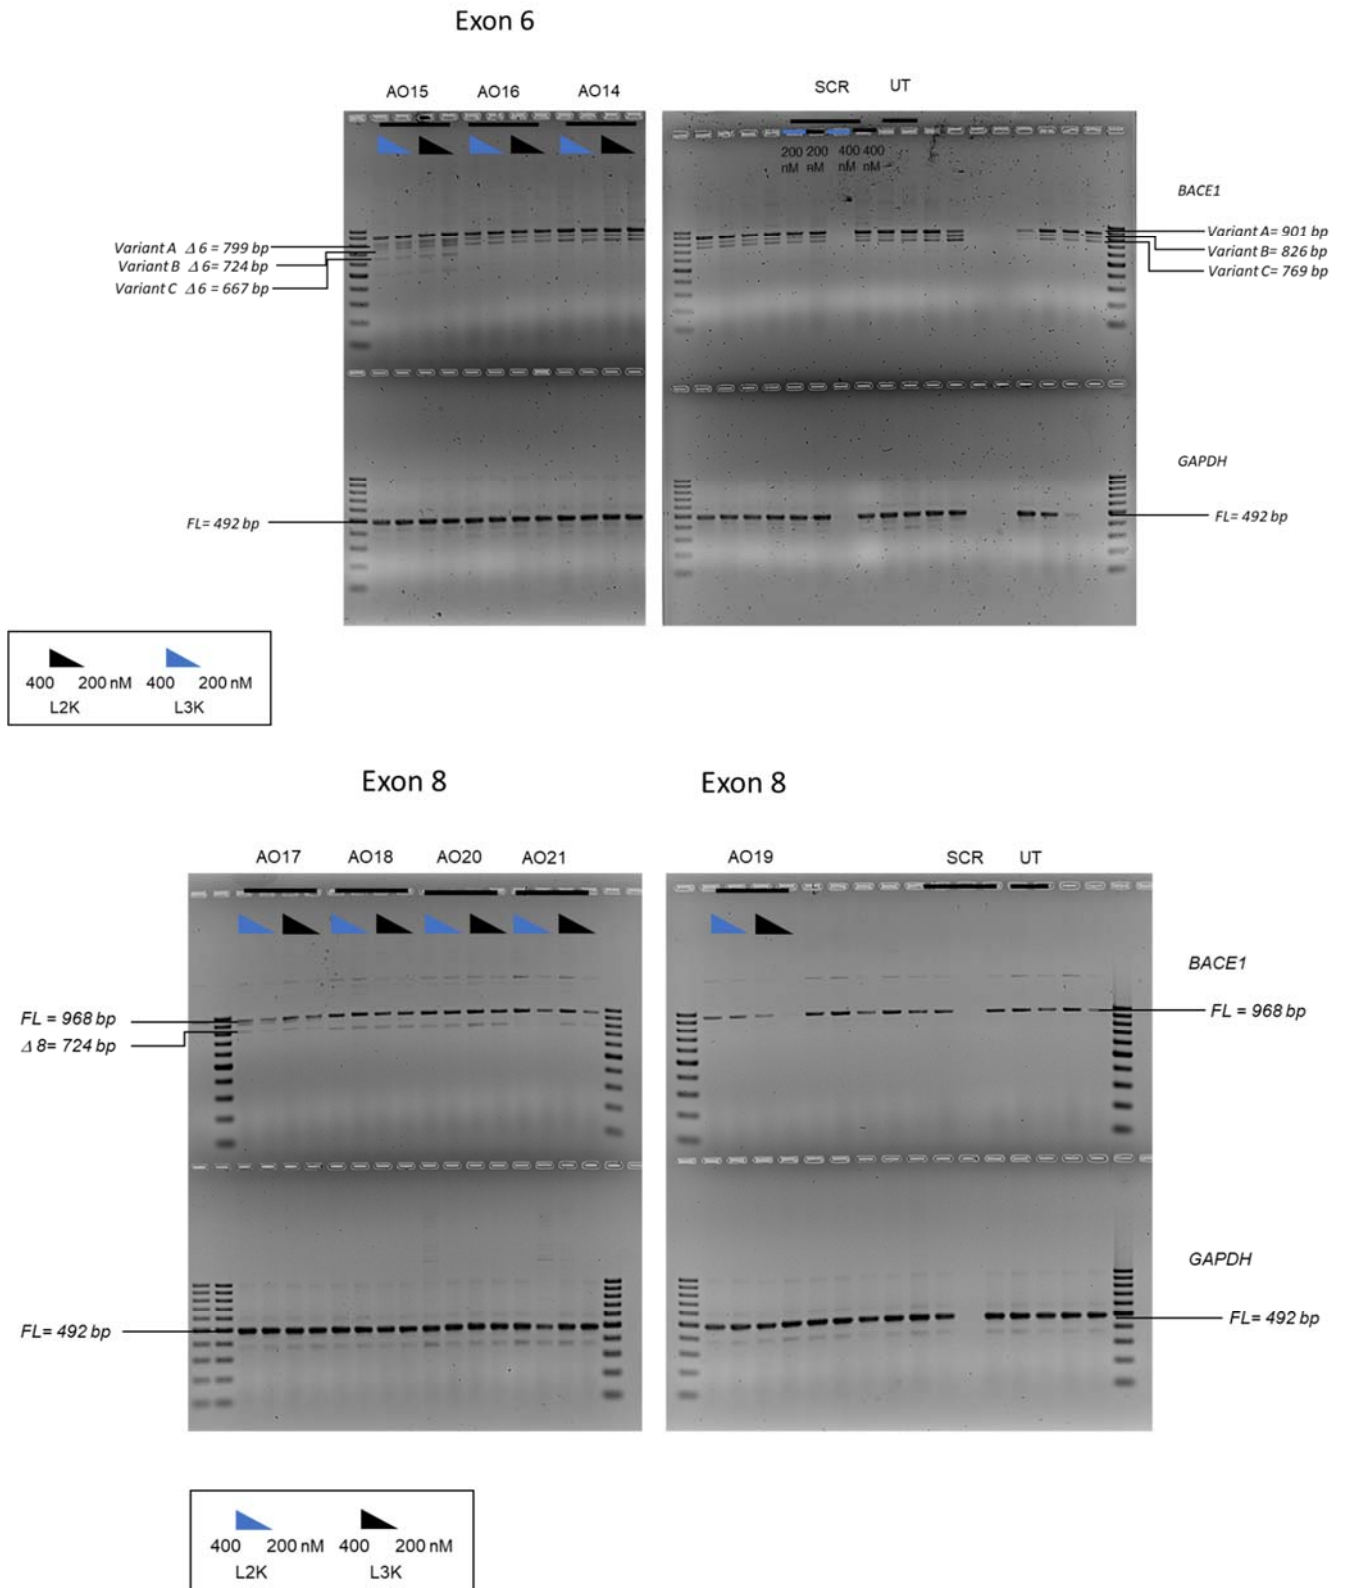 Exon 6
AO15 AO16 AO14 SCR UT
200 200 400 400
nM nM nM nM
BACE1
Variant A Δ 6 = 799 bp
Variant B Δ 6= 724 bp
Variant C Δ 6 = 667 bp
Variant A= 901 bp
Variant B= 826 bp
Variant C= 769 bp
GAPDH
FL= 492 bp
FL= 492 bp
400 200 nM 400 200 nM
L2K L3K
Exon 8 Exon 8
AO17 AO18 AO20 AO21 AO19 SCR UT
BACE1
FL = 968 bp
Δ 8= 724 bp
FL = 968 bp
GAPDH
FL= 492 bp
FL= 492 bp
400 200 nM 400 200 nM
L2K L3K